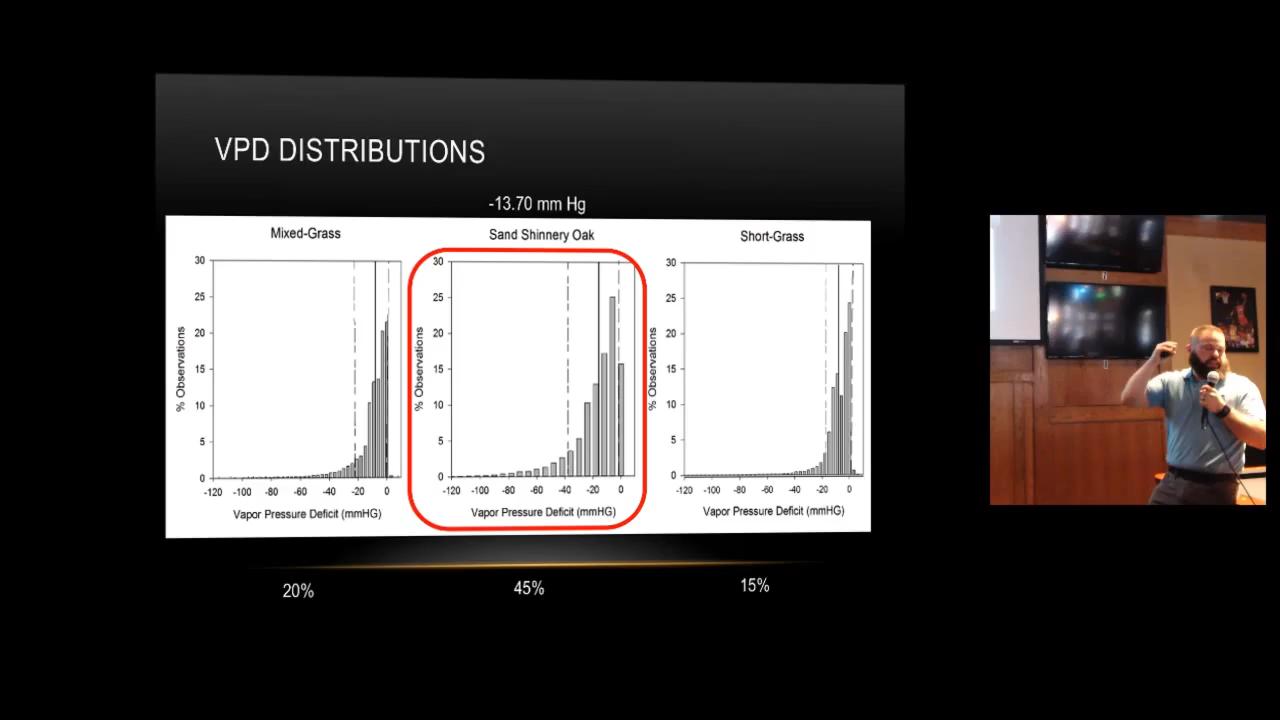 VPD DISTRIBUTIONS
-13.70 mm Hg
Mixed-Grass
% Observations
30
25
20
15
10
5
0
-120 -100 -80 -60 -40 -20 0
Vapor Pressure Deficit (mmHG)
Sand Shinnery Oak
% Observations
30
25
20
15
10
5
0
-120 -100 -80 -60 -40 -20 0
Vapor Pressure Deficit (mmHG)
Short-Grass
% Observations
30
25
20
15
10
5
0
-120 -100 -80 -60 -40 -20 0
Vapor Pressure Deficit (mmHG)
20%
45%
15%